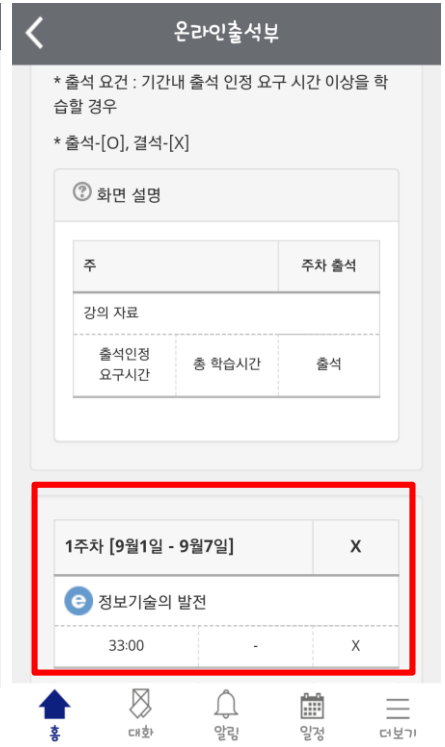 온라인출석부
* 출석 요건 : 기간내 출석 인정 요구 시간 이상을 학
습할 경우
* 출석-[O], 결석-[X]
? 화면 설명
주 주차 출석
강의 자료
출석인정
요구시간 총 학습시간 출석
1주차 [9월1일 - 9월7일] X
e 정보기술의 발전
33:00 - X
홈 대화 알림 일정 더보기